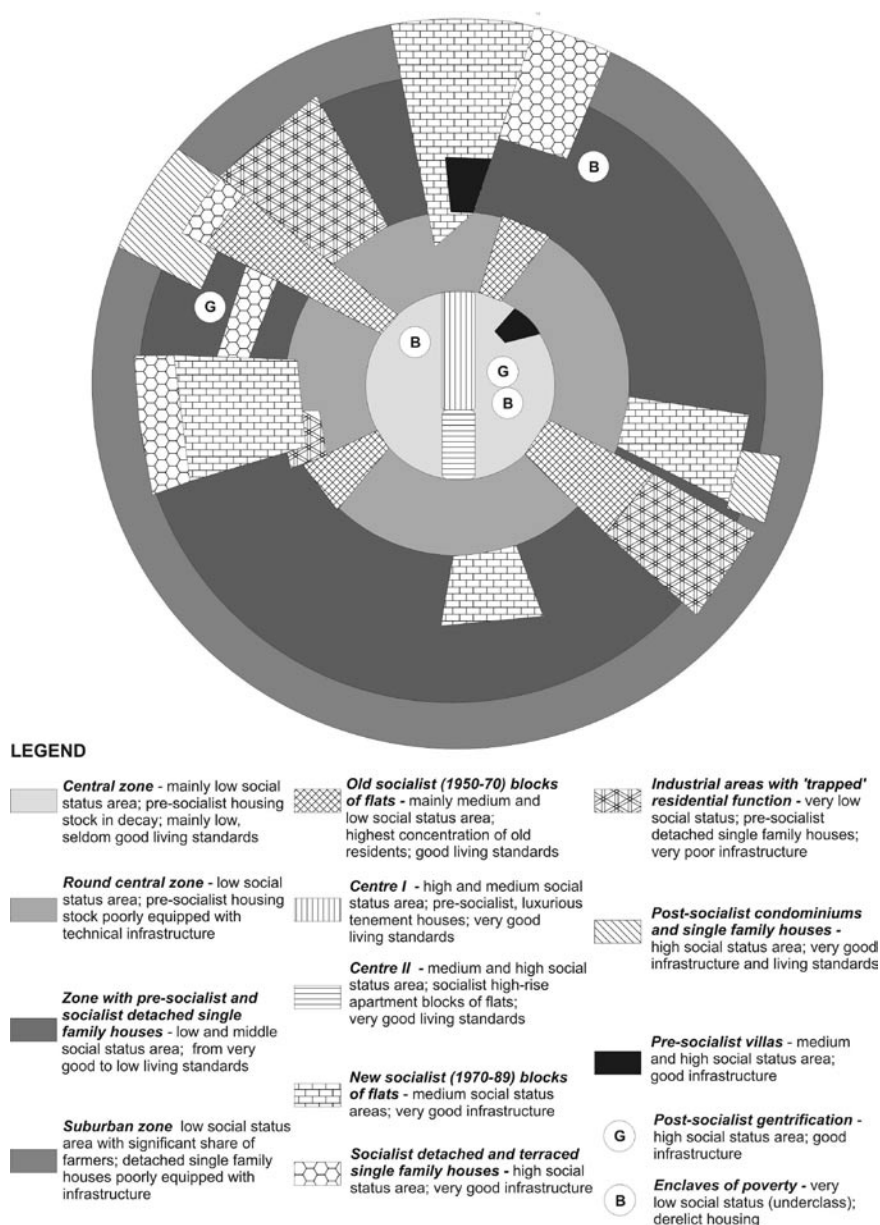 B
G
B
G
B
LEGEND
Central zone - mainly low social
status area; pre-socialist housing
stock in decay; mainly low,
seldom good living standards
Round central zone - low social
status area; pre-socialist housing
stock poorly equipped with
technical infrastructure
Zone with pre-socialist and
socialist detached single
family houses - low and middle
social status area; from very
good to low living standards
Suburban zone low social status
area with significant share of
farmers; detached single family
houses poorly equipped with
infrastructure
Old socialist (1950-70) blocks
of flats - mainly medium and
low social status area;
highest concentration of old
residents; good living standards
Centre I - high and medium social
status area; pre-socialist, luxurious
tenement houses; very good
living standards
Centre II - medium and high social
status area; socialist high-rise
apartment blocks of flats;
very good living standards
New socialist (1970-89) blocks
of flats - medium social status
areas; very good infrastructure
Socialist detached and terraced
single family houses - high social
status area; very good infrastructure
Industrial areas with 'trapped'
residential function - very low
social status; pre-socialist
detached single family houses;
very poor infrastructure
Post-socialist condominiums
and single family houses -
high social status area; very good
infrastructure and living standards
Pre-socialist villas - medium
and high social status area;
good infrastructure
G
Post-socialist gentrification -
high social status area; good
infrastructure
B
Enclaves of poverty - very
low social status (underclass);
derelict housing